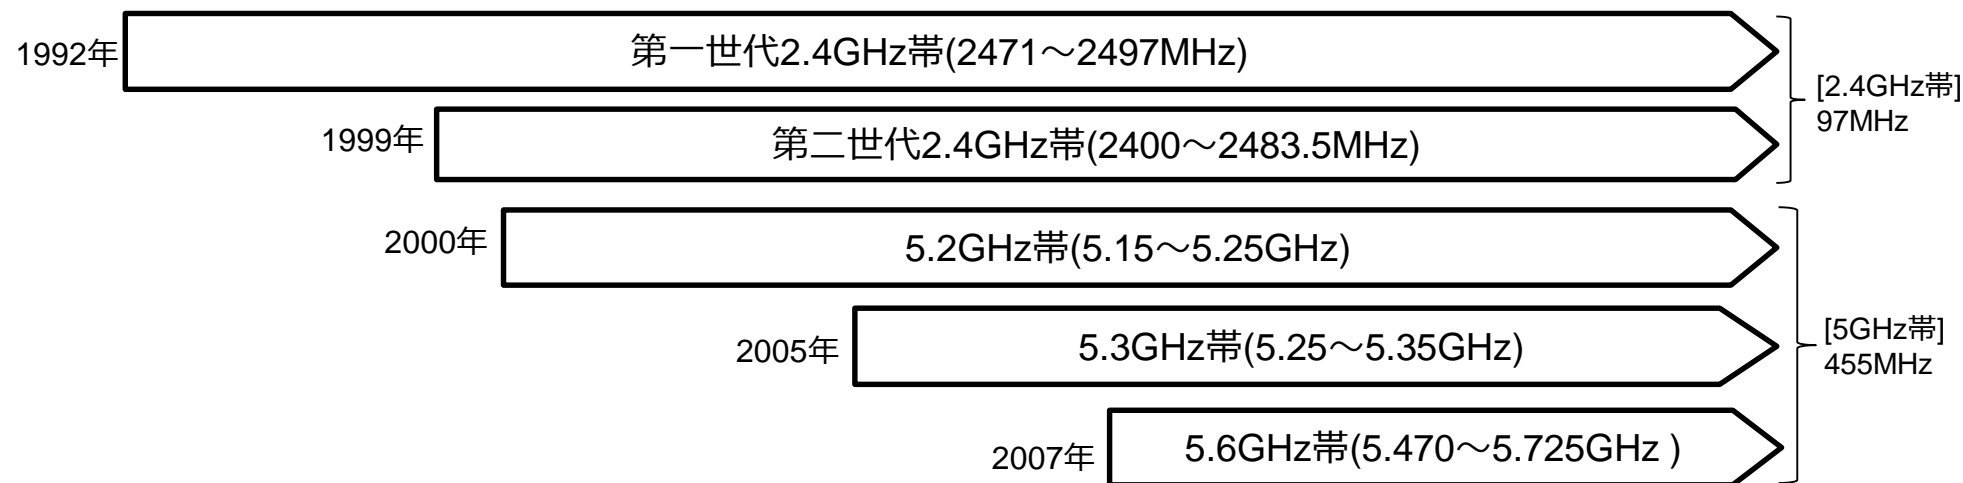 1992年
第一世代2.4GHz帯(2471～2497MHz)
[2.4GHz帯]
97MHz
1999年
第二世代2.4GHz帯(2400～2483.5MHz)
2000年
5.2GHz帯(5.15～5.25GHz)
2005年
5.3GHz帯(5.25～5.35GHz)
[5GHz帯]
455MHz
2007年
5.6GHz帯(5.470～5.725GHz )